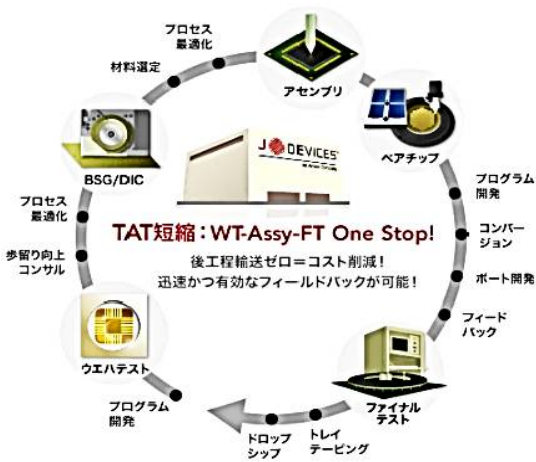 プロセス
最適化
材料選定
アセンブリ
BSG/DIC
J DEVICES
ベアチップ
プロセス
最適化
プログラム
開発
TAT短縮：WT-Assy-FT One Stop!
コンバー
ジョン
歩留り向上
コンサル
後工程輸送ゼロ＝コスト削減！
迅速かつ有効なフィールドバックが可能！
ボート開発
フィード
バック
ウエハテスト
ファイナル
テスト
プログラム
開発
ドロップ
シップ
トレイ
テーピング